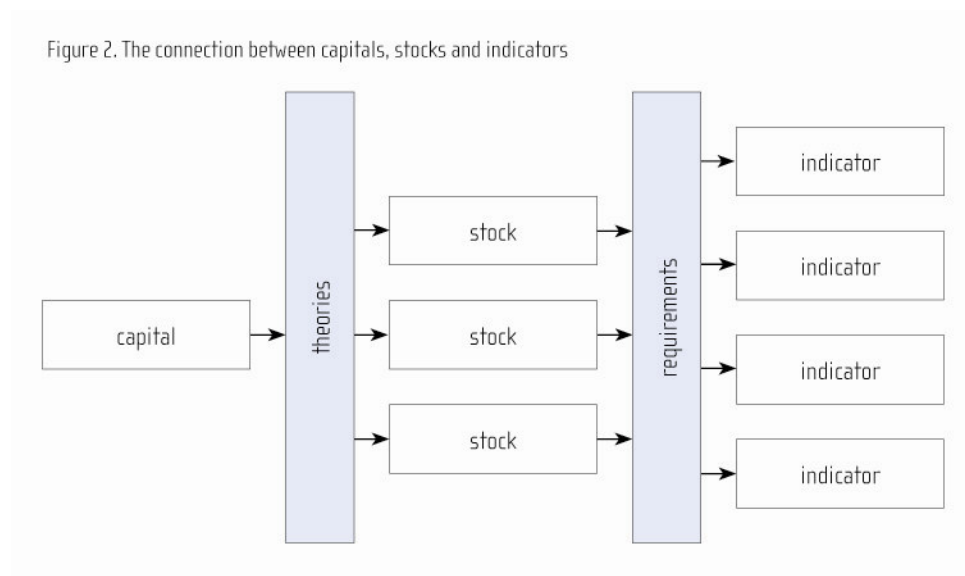 Figure 2. The connection between capitals, stocks and indicators
capital
theories
stock
stock
stock
requirements
indicator
indicator
indicator
indicator